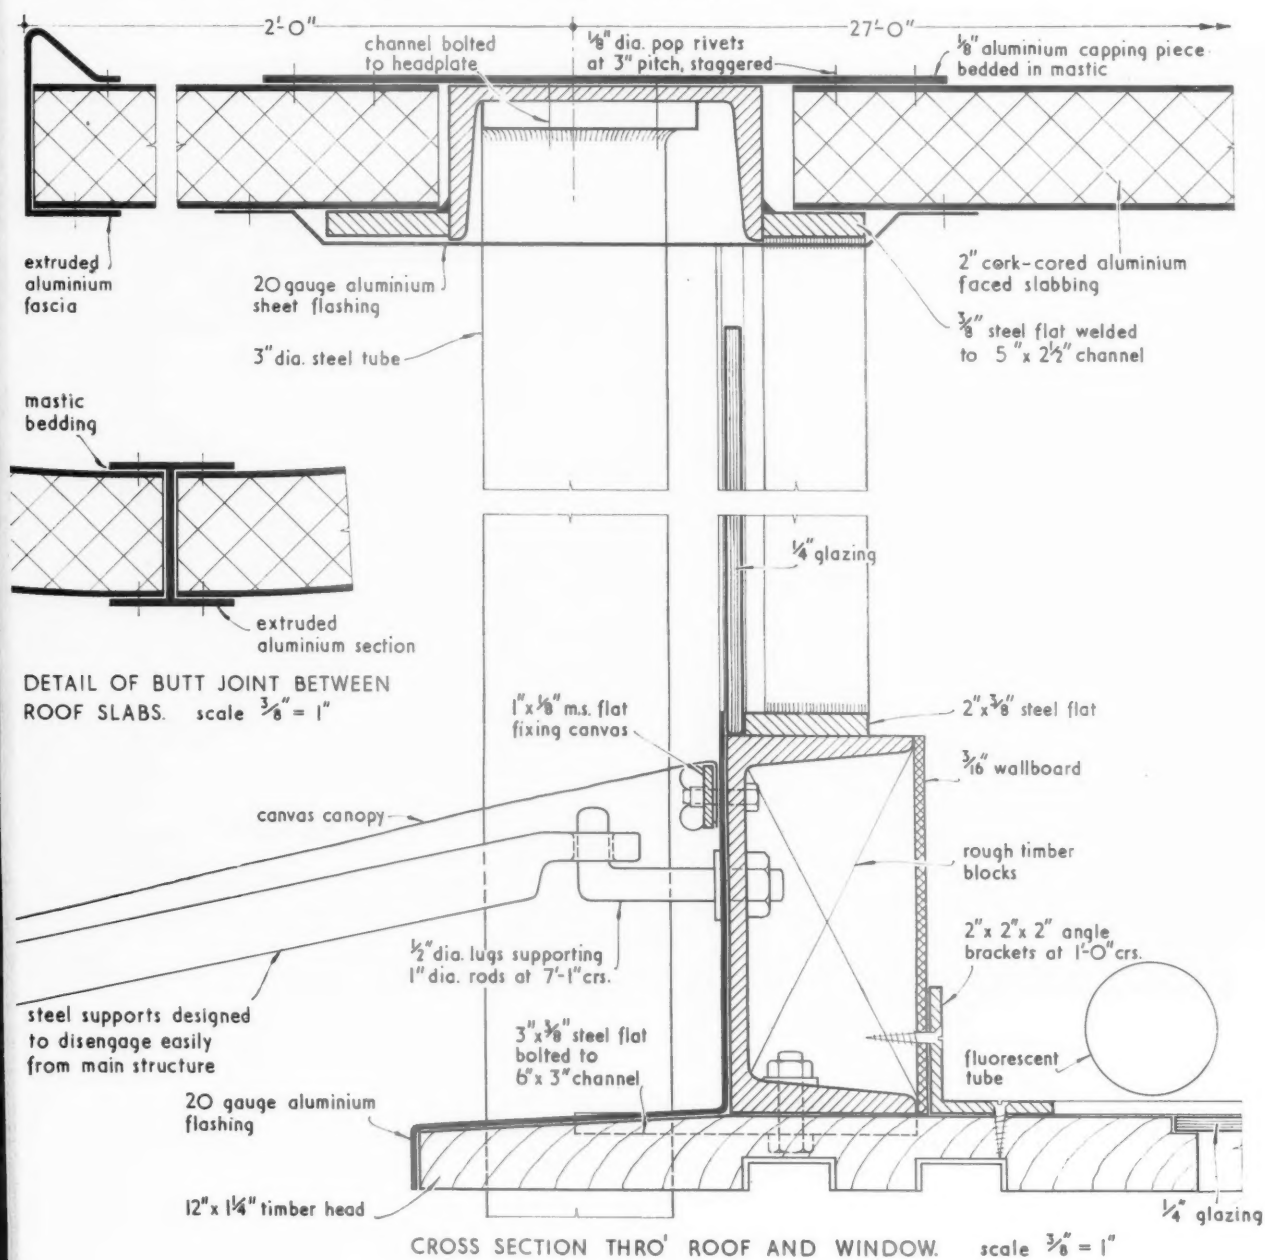 2'-0"
27'-0"
channel bolted
to headplate
1/8" dia. pop rivets
at 3" pitch, staggered
1/8" aluminium capping piece
bedded in mastic
extruded
aluminium
fascia
20 gauge aluminium
sheet flashing
3" dia. steel tube
2" cork-cored aluminium
faced slabbing
3/8" steel flat welded
to 5" x 2 1/2" channel
mastic
bedding
1/4" glazing
extruded
aluminium section
DETAIL OF BUTT JOINT BETWEEN
ROOF SLABS. scale 3/8" = 1"
1" x 1/8" m.s. flat
fixing canvas
2" x 3/8" steel flat
3/16" wallboard
canvas canopy
rough timber
blocks
1/2" dia. lugs supporting
1" dia. rods at 7'-1" crs.
2" x 2" x 2" angle
brackets at 1'-0" crs.
steel supports designed
to disengage easily
from main structure
3" x 3/8" steel flat
bolted to
6" x 3" channel
fluorescent
tube
20 gauge aluminium
flashing
12" x 1 1/4" timber head
1/4" glazing
CROSS SECTION THRO' ROOF AND WINDOW. scale 3/8" = 1"